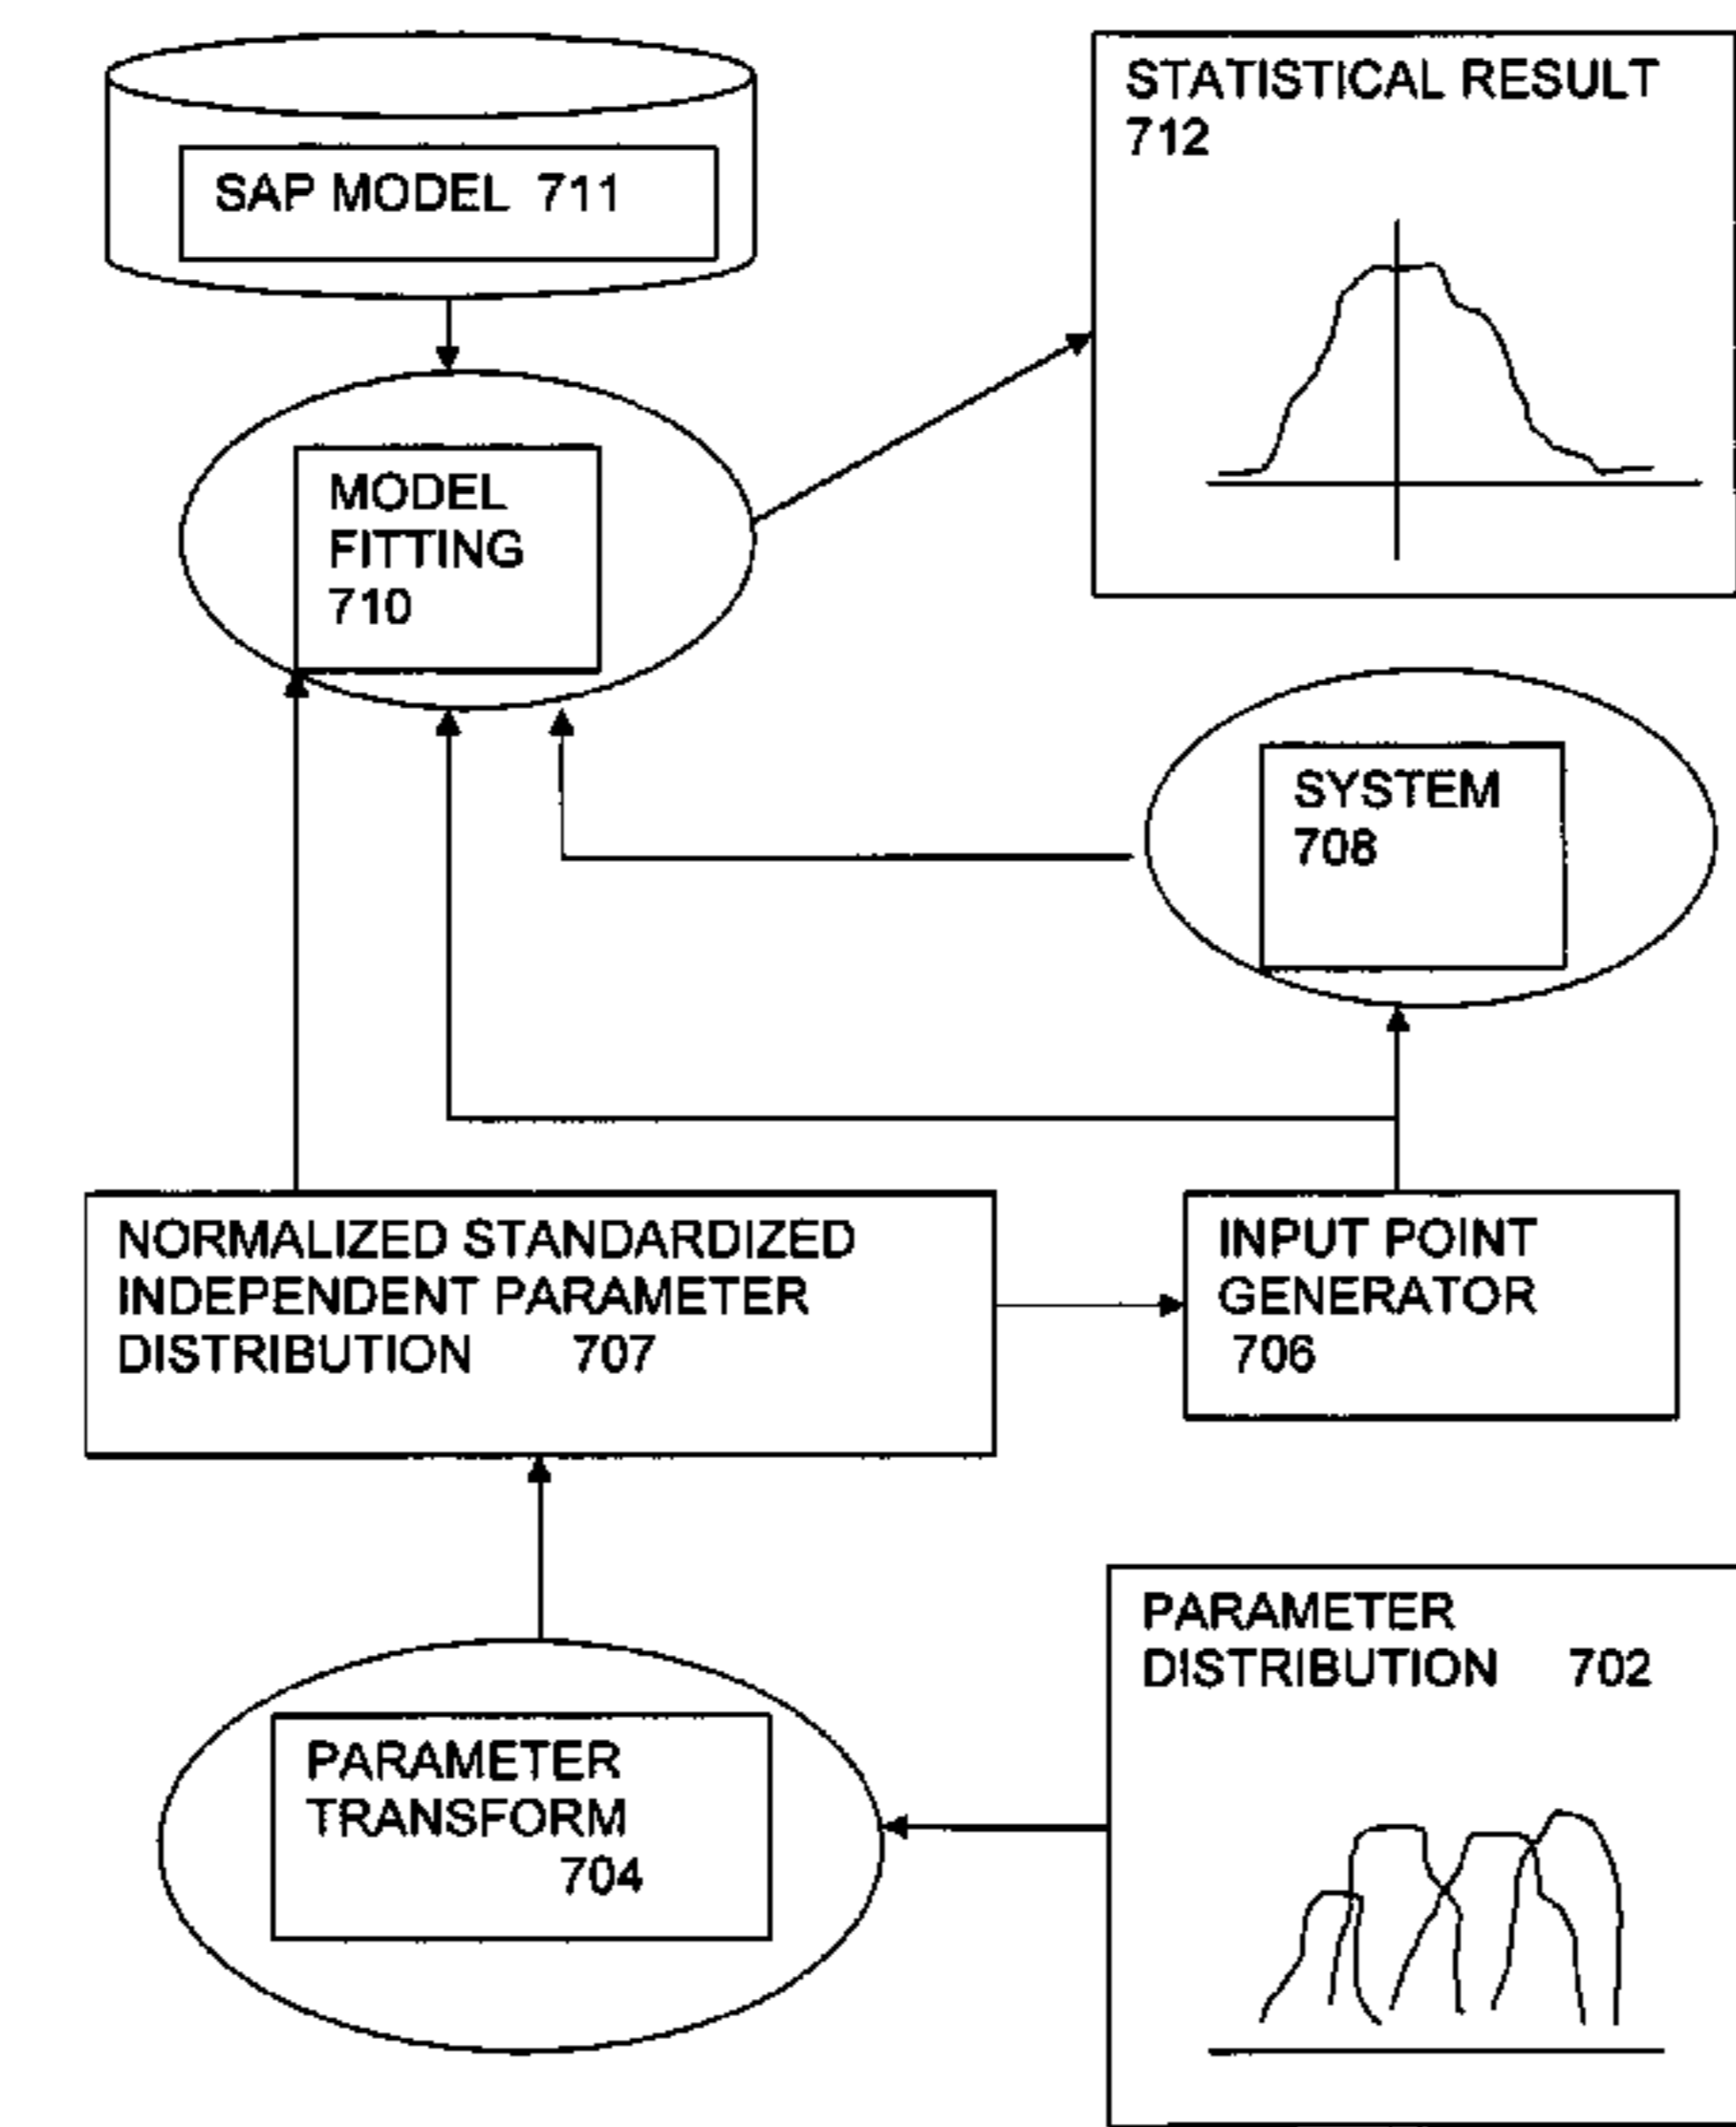 SAP MODEL 711
STATISTICAL RESULT
712
MODEL
FITTING
710
SYSTEM
708
NORMALIZED STANDARDIZED
INDEPENDENT PARAMETER
DISTRIBUTION 707
INPUT POINT
GENERATOR
706
PARAMETER
TRANSFORM
704
PARAMETER
DISTRIBUTION 702